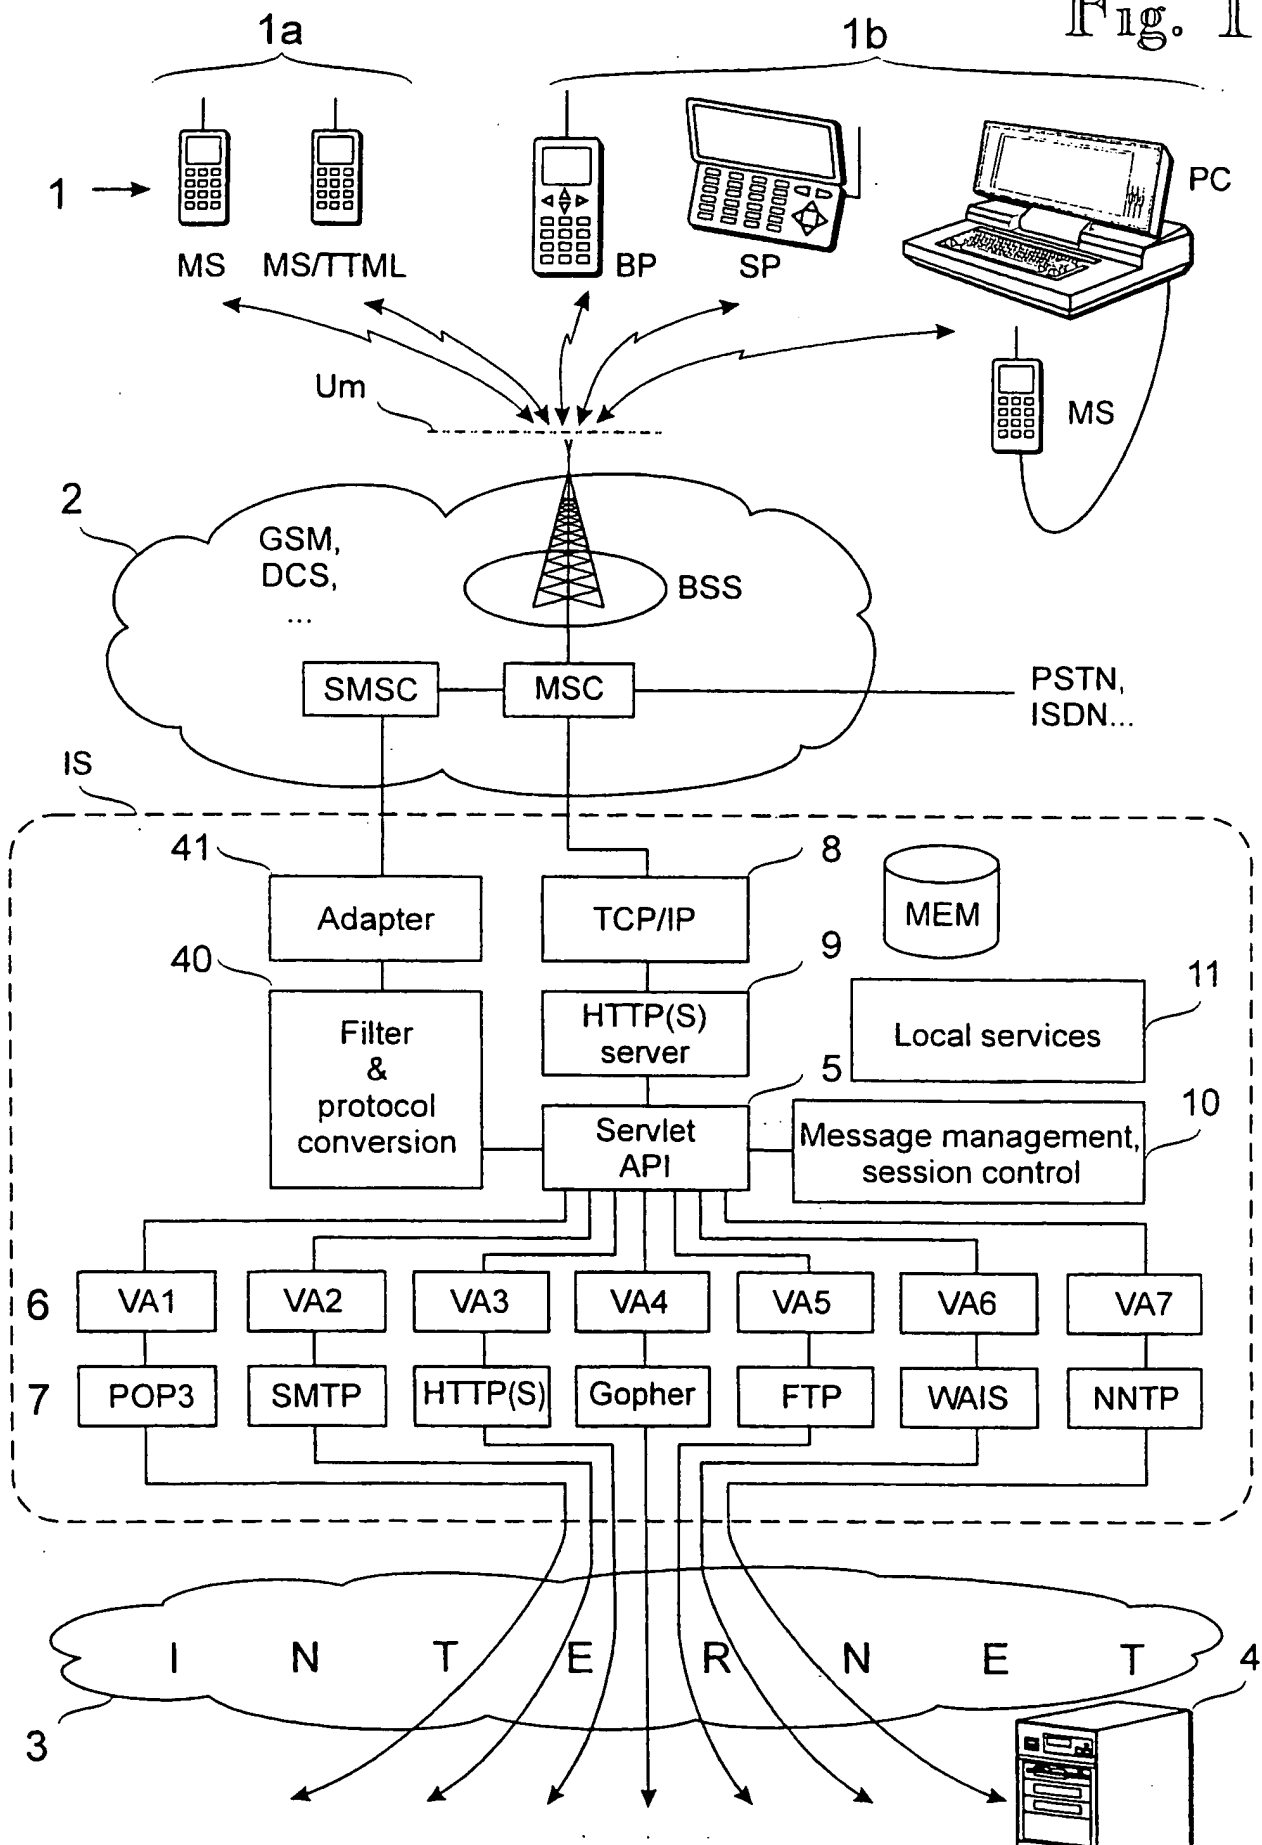 Fig. 1
1a
1b
1
PC
MS
MS/TTML
BP
SP
Um
MS
2
GSM,
DCS,
...
BSS
SMSC
MSC
PSTN,
ISDN...
IS
41
8
Adapter
TCP/IP
MEM
40
9
11
Filter
&
protocol
conversion
HTTP(S)
server
Local services
5
10
Servlet
API
Message management,
session control
6
VA1
VA2
VA3
VA4
VA5
VA6
VA7
7
POP3
SMTP
HTTP(S)
Gopher
FTP
WAIS
NNTP
I N T E R N E T
4
3